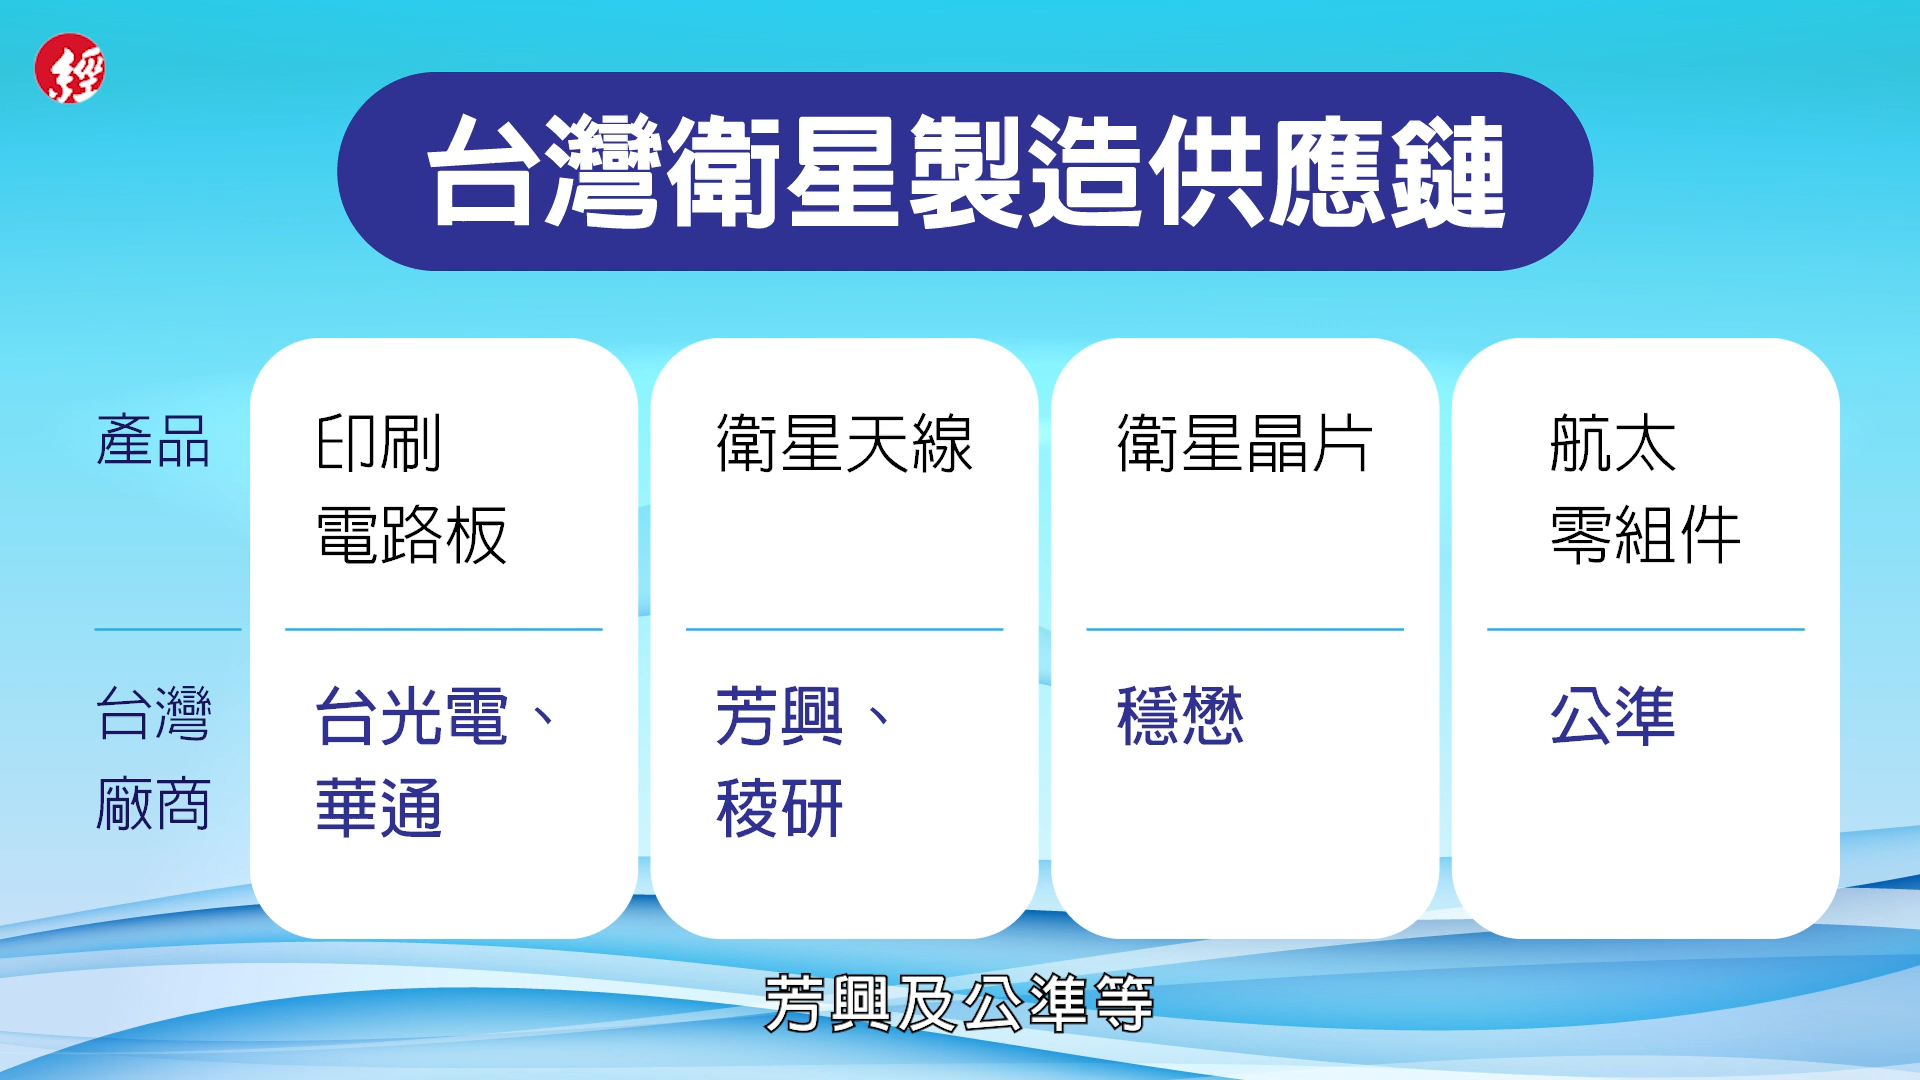 經
台灣衛星製造供應鏈
產品
印刷
電路板
衛星天線
衛星晶片
航太
零組件
台灣
廠商
台光電、
華通
芳興、
稜研
穩懋
公準
芳興及公準等